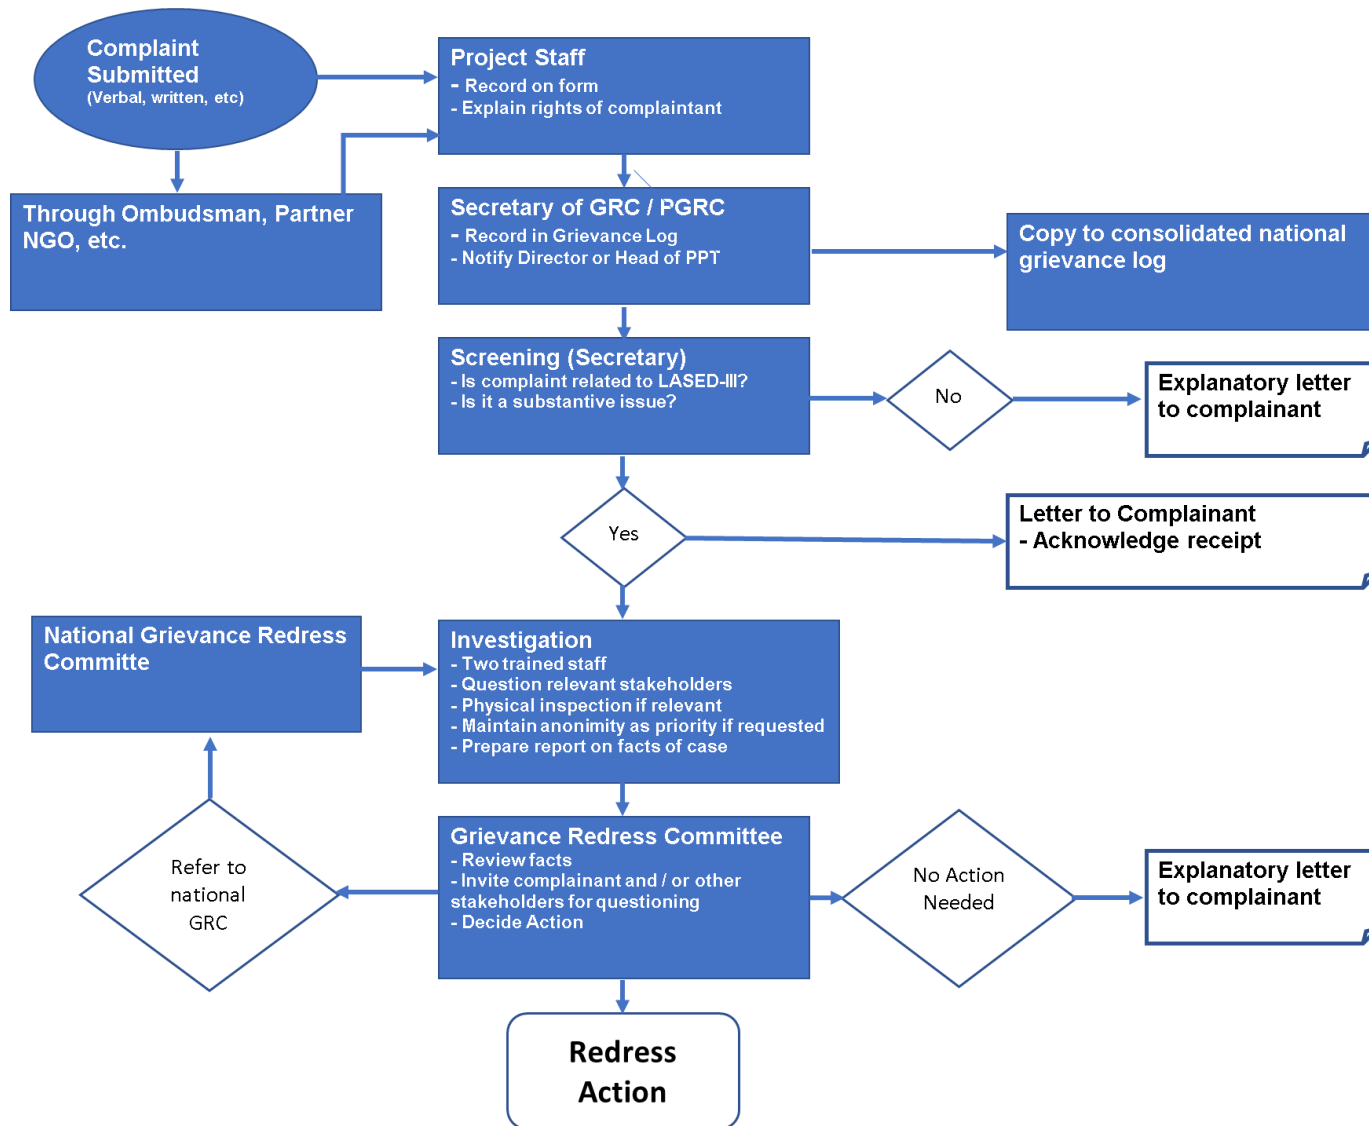 Complaint
Submitted
(Verbal, written, etc)
Project Staff
- Record on form
- Explain rights of complaintant
Through Ombudsman, Partner
NGO, etc.
Secretary of GRC / PGRC
- Record in Grievance Log
- Notify Director or Head of PPT
Copy to consolidated national
grievance log
Screening (Secretary)
- Is complaint related to LASED-III?
- Is it a substantive issue?
No
Explanatory letter
to complainant
Yes
Letter to Complainant
- Acknowledge receipt
National Grievance Redress
Committe
Investigation
- Two trained staff
- Question relevant stakeholders
- Physical inspection if relevant
- Maintain anonimity as priority if requested
- Prepare report on facts of case
Refer to
national
GRC
Grievance Redress Committee
- Review facts
- Invite complainant and / or other
stakeholders for questioning
- Decide Action
No Action
Needed
Explanatory letter
to complainant
Redress
Action